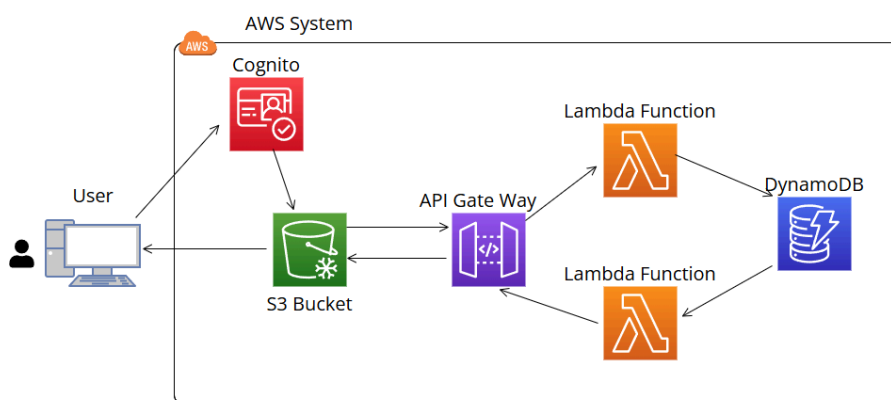 AWS System
AWS
Cognito
Lambda Function
User
API Gate Way
DynamoDB
</>
S3 Bucket
Lambda Function